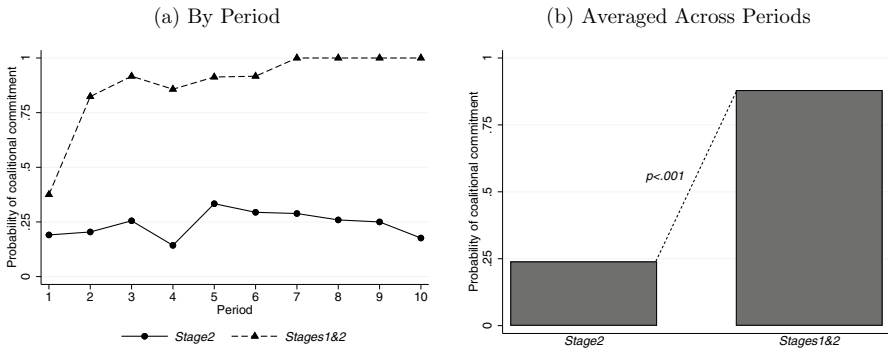 (a) By Period
Probability of coalitional commitment
1
.75
.5
.25
0
1 2 3 4 5 6 7 8 9 10
Period
Stage2 Stages1&2
(b) Averaged Across Periods
Probability of coalitional commitment
1
.75
.5
.25
0
p<.001
Stage2 Stages1&2